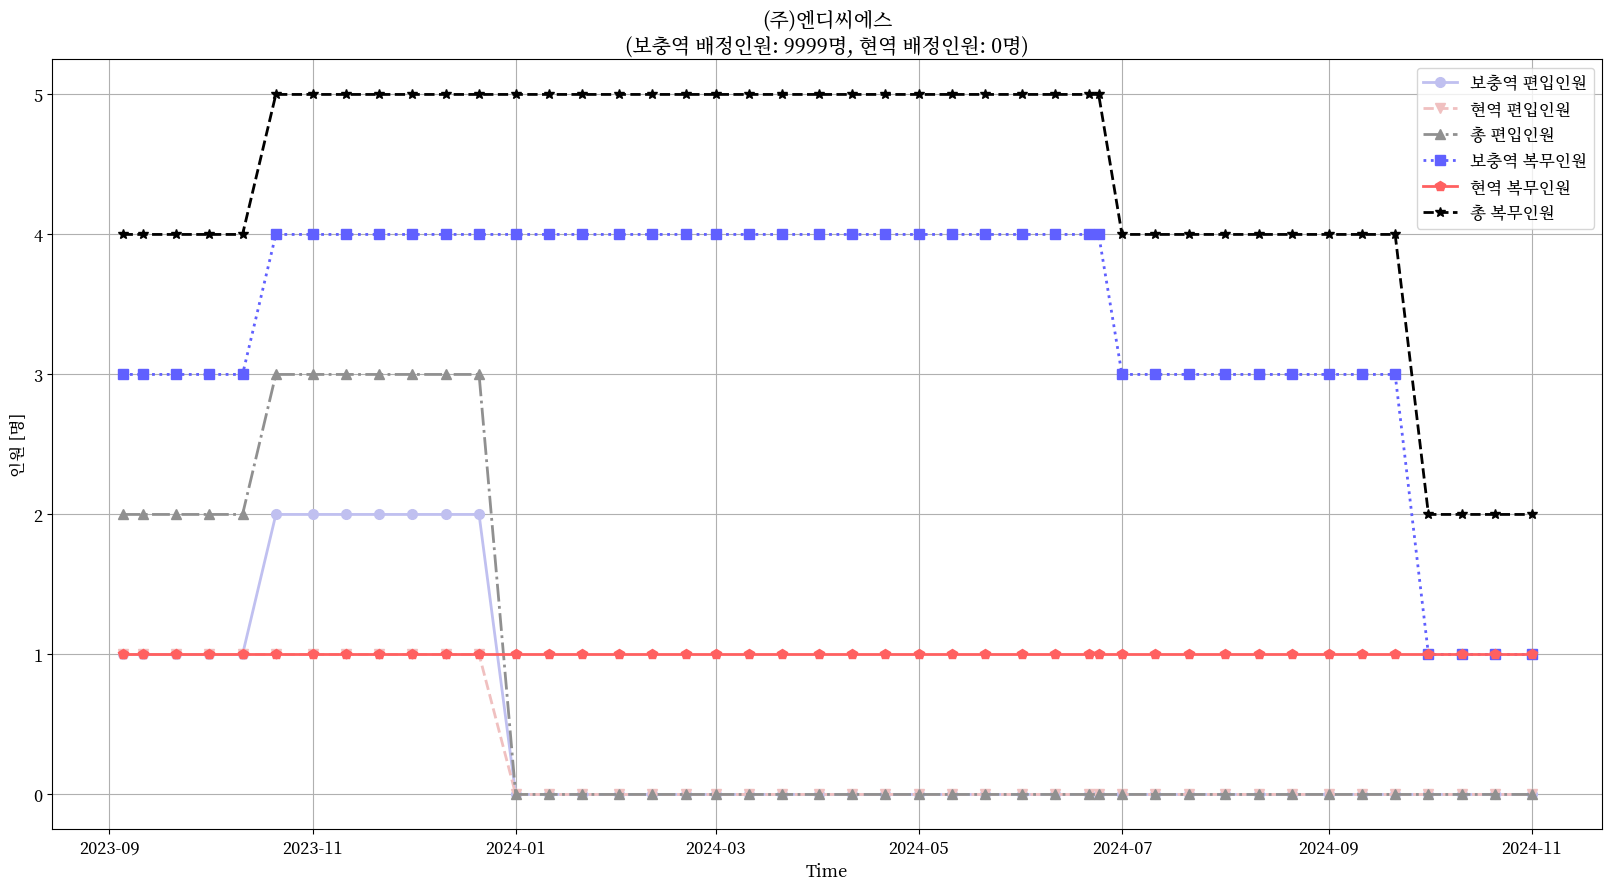 (주)엔디씨에스
(보충역 배정인원: 9999명, 현역 배정인원: 0명)
보충역 편입인원
현역 편입인원
총 편입인원
보충역 복무인원
현역 복무인원
총 복무인원
인원 [명]
5
4
3
2
1
0
2023-09 2023-11 2024-01 2024-03 2024-05 2024-07 2024-09 2024-11
Time